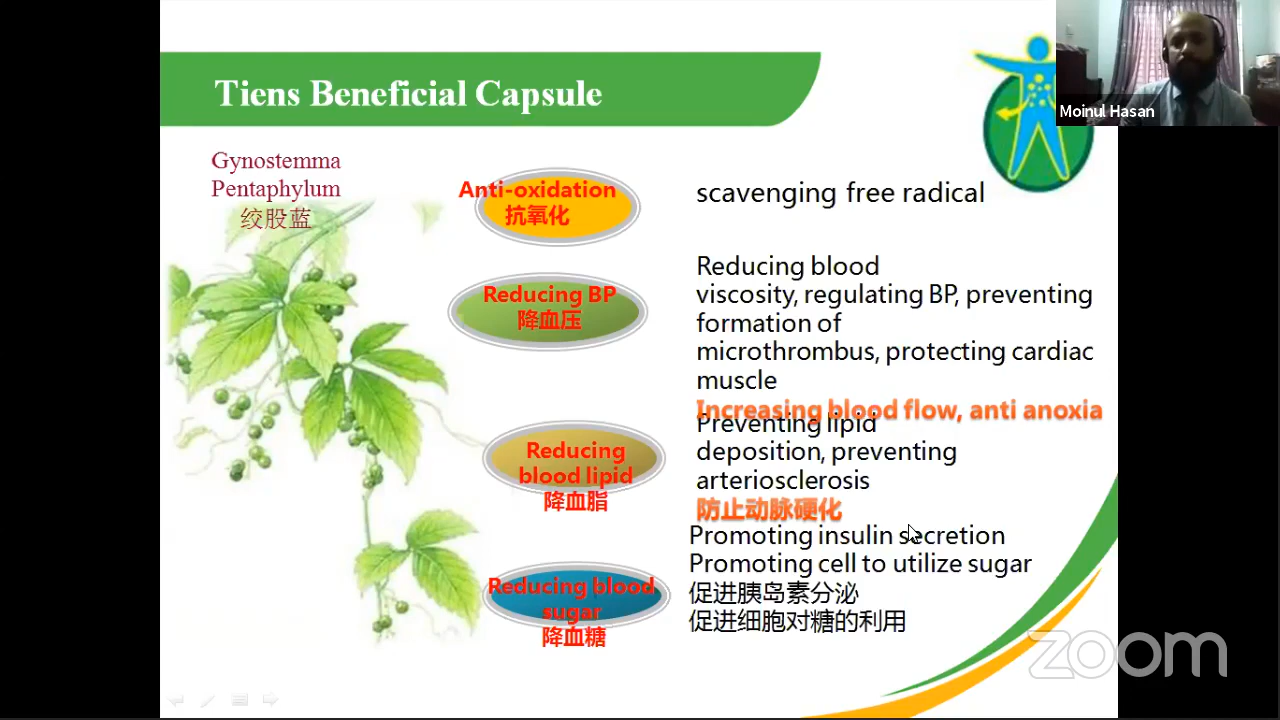 Tiens Beneficial Capsule
Moinul Hasan
Gynostemma
Pentaphylum
绞股蓝
Anti-oxidation
抗氧化
scavenging free radical
Reducing BP
降血压
Reducing blood
viscosity, regulating BP, preventing
formation of
microthrombus, protecting cardiac
muscle
Increasing blood flow, anti anoxia
Reducing
blood lipid
降血脂
Preventing lipid
deposition, preventing
arteriosclerosis
防止动脉硬化
Reducing blood
sugar
降血糖
Promoting insulin secretion
Promoting cell to utilize sugar
促进胰岛素分泌
促进细胞对糖的利用
zoom